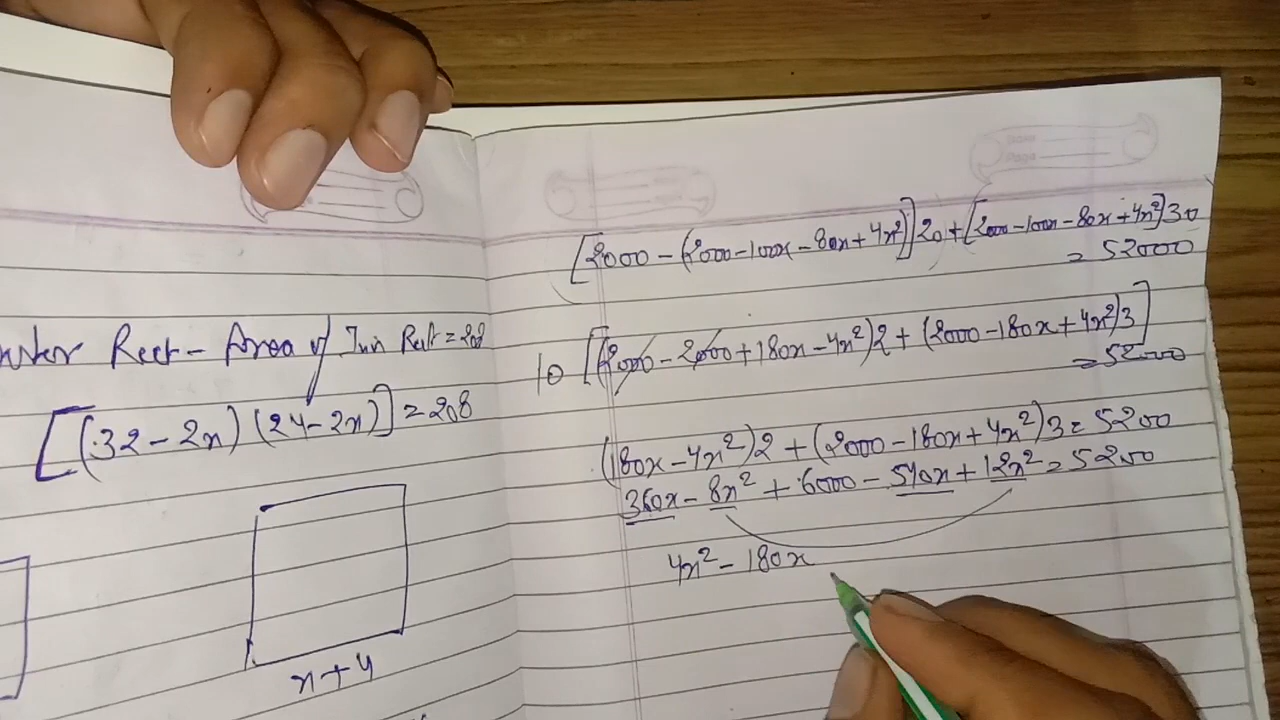 Rect - Area of Inn Rect = 208
[(32 - 2x) (24 - 2x)] = 208
x + 4
[2000 - (2000 - 100x - 80x + 4x²)] 20 + [2000 - 100x - 80x + 4x²] 30
= 52000
10 [(2000 - 2000 + 180x - 4x²) 2 + (2000 - 180x + 4x²) 3]
= 52000
(180x - 4x²) 2 + (2000 - 180x + 4x²) 3 = 5200
360x - 8x² + 6000 - 540x + 12x² = 5200
4x² - 180x